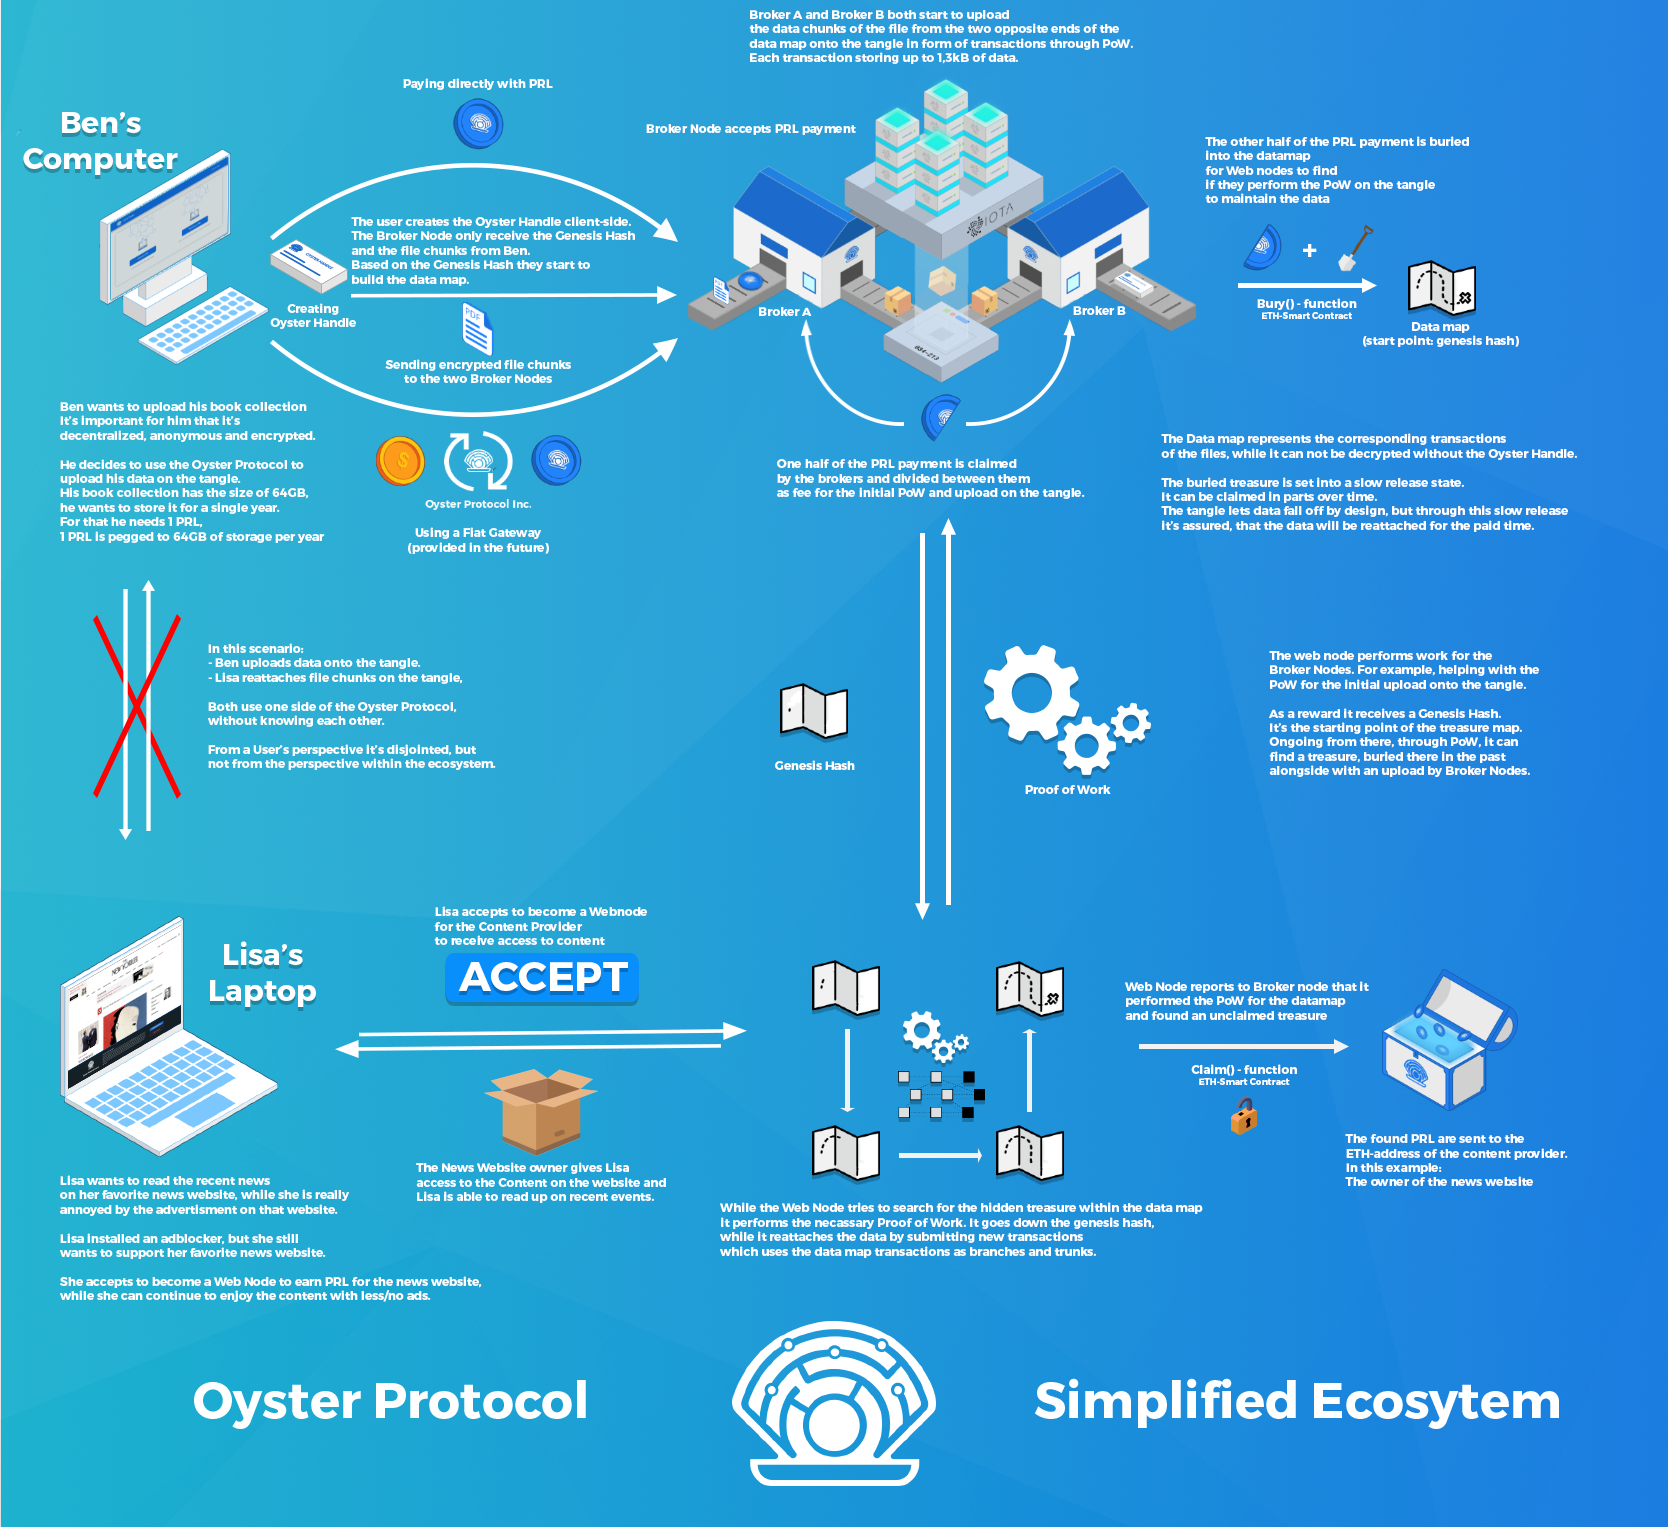 Broker A and Broker B both start to upload
the data chunks of the file from the two opposite ends of the
data map onto the tangle in form of transactions through PoW.
Each transaction storing up to 1,3kB of data.
Paying directly with PRL
Ben's
Computer
Broker Node accepts PRL payment
The other half of the PRL payment is buried
into the datamap
for Web nodes to find
if they perform the PoW on the tangle
to maintain the data
The user creates the Oyster Handle client-side.
The Broker Node only receive the Genesis Hash
and the file chunks from Ben.
Based on the Genesis Hash they start to
build the data map.
OYSTER HANDLE
IOTA
+
Creating
Oyster Handle
PDF
Broker A
Broker B
Bury() - function
ETH-Smart Contract
Data map
(start point: genesis hash)
Sending encrypted file chunks
to the two Broker Nodes
Ben wants to upload his book collection
It's important for him that it's
decentralized, anonymous and encrypted.
He decides to use the Oyster Protocol to
upload his data on the tangle.
His book collection has the size of 64GB,
he wants to store it for a single year.
For that he needs 1 PRL,
1 PRL is pegged to 64GB of storage per year
$
Oyster Protocol Inc.
Using a Fiat Gateway
(provided in the future)
One half of the PRL payment is claimed
by the brokers and divided between them
as fee for the initial PoW and upload on the tangle.
The Data map represents the corresponding transactions
of the files, while it can not be decrypted without the Oyster Handle.
The buried treasure is set into a slow release state.
It can be claimed in parts over time.
The tangle lets data fall off by design, but through this slow release
it's assured, that the data will be reattached for the paid time.
In this scenario:
- Ben uploads data onto the tangle.
- Lisa reattaches file chunks on the tangle,
Both use one side of the Oyster Protocol,
without knowing each other.
From a User's perspective it's disjointed, but
not from the perspective within the ecosystem.
Genesis Hash
Proof of Work
The web node performs work for the
Broker Nodes. For example, helping with the
PoW for the initial upload onto the tangle.
As a reward it receives a Genesis Hash.
It's the starting point of the treasure map.
Ongoing from there, through PoW, it can
find a treasure, buried there in the past
alongside with an upload by Broker Nodes.
Lisa's
Laptop
NEW YORKER
Lisa accepts to become a Webnode
for the Content Provider
to receive access to content
ACCEPT
The News Website owner gives Lisa
access to the Content on the website and
Lisa is able to read up on recent events.
Web Node reports to Broker node that it
performed the PoW for the datamap
and found an unclaimed treasure
Claim() - function
ETH-Smart Contract
The found PRL are sent to the
ETH-address of the content provider.
In this example:
The owner of the news website
Lisa wants to read the recent news
on her favorite news website, while she is really
annoyed by the advertisment on that website.
Lisa installed an adblocker, but she still
wants to support her favorite news website.
She accepts to become a Web Node to earn PRL for the news website,
while she can continue to enjoy the content with less/no ads.
While the Web Node tries to search for the hidden treasure within the data map
it performs the necassary Proof of Work. It goes down the genesis hash,
while it reattaches the data by submitting new transactions
which uses the data map transactions as branches and trunks.
Oyster Protocol
Simplified Ecosytem